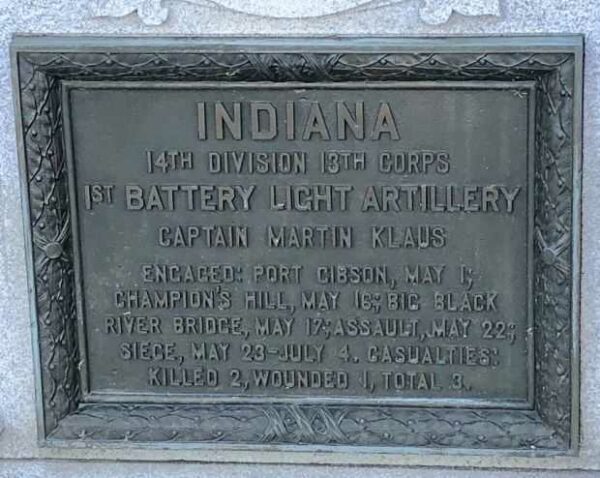 INDIANA
14TH DIVISION 13TH CORPS
1ST BATTERY LIGHT ARTILLERY
CAPTAIN MARTIN KLAUS
ENGAGED: PORT GIBSON, MAY 1;
CHAMPION'S HILL, MAY 16; BIG BLACK
RIVER BRIDGE, MAY 17; ASSAULT, MAY 22;
SIEGE, MAY 23-JULY 4. CASUALTIES:
KILLED 2, WOUNDED 1, TOTAL 3.